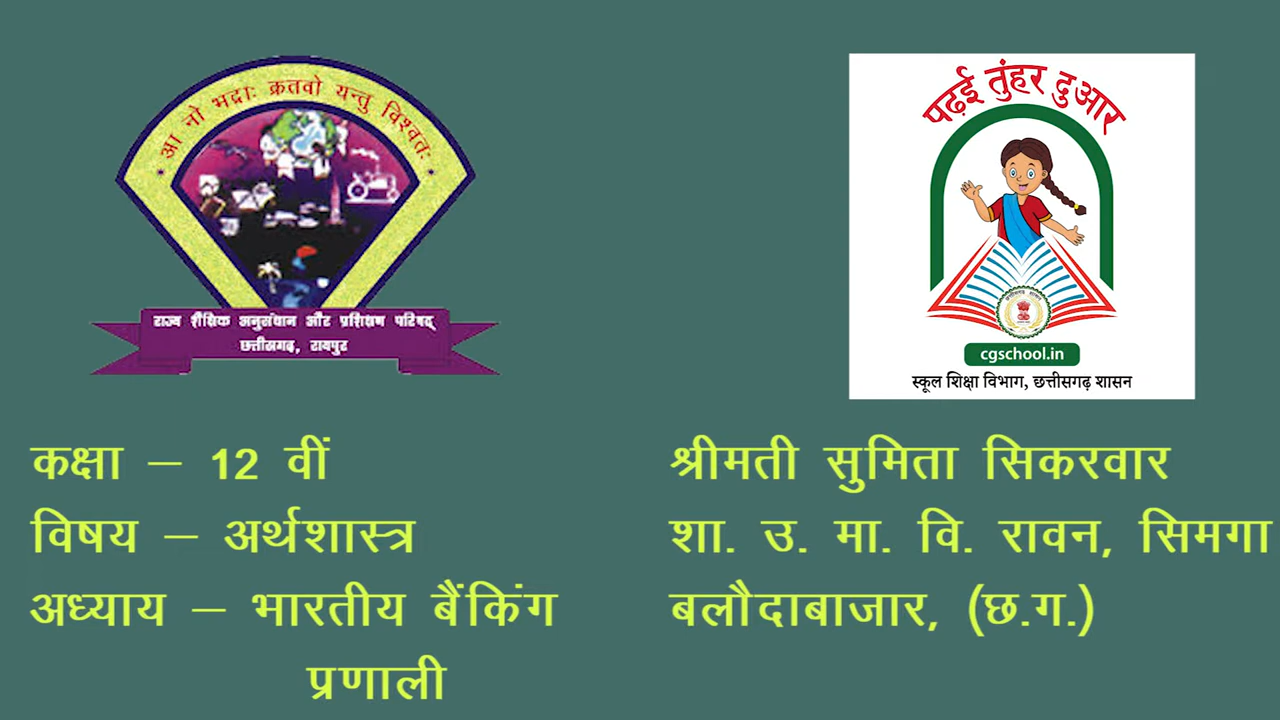 आ नो भद्राः क्रतवो यन्तु विश्वतः
राज्य शैक्षिक अनुसंधान और प्रशिक्षण परिषद्
छत्तीसगढ़, रायपुर
पढ़ई तुंहर दुआर
cgschool.in
स्कूल शिक्षा विभाग, छत्तीसगढ़ शासन
कक्षा – 12 वीं
विषय – अर्थशास्त्र
अध्याय – भारतीय बैंकिंग
प्रणाली
श्रीमती सुमिता सिकरवार
शा. उ. मा. वि. रावन, सिमगा
बलौदाबाजार, (छ.ग.)